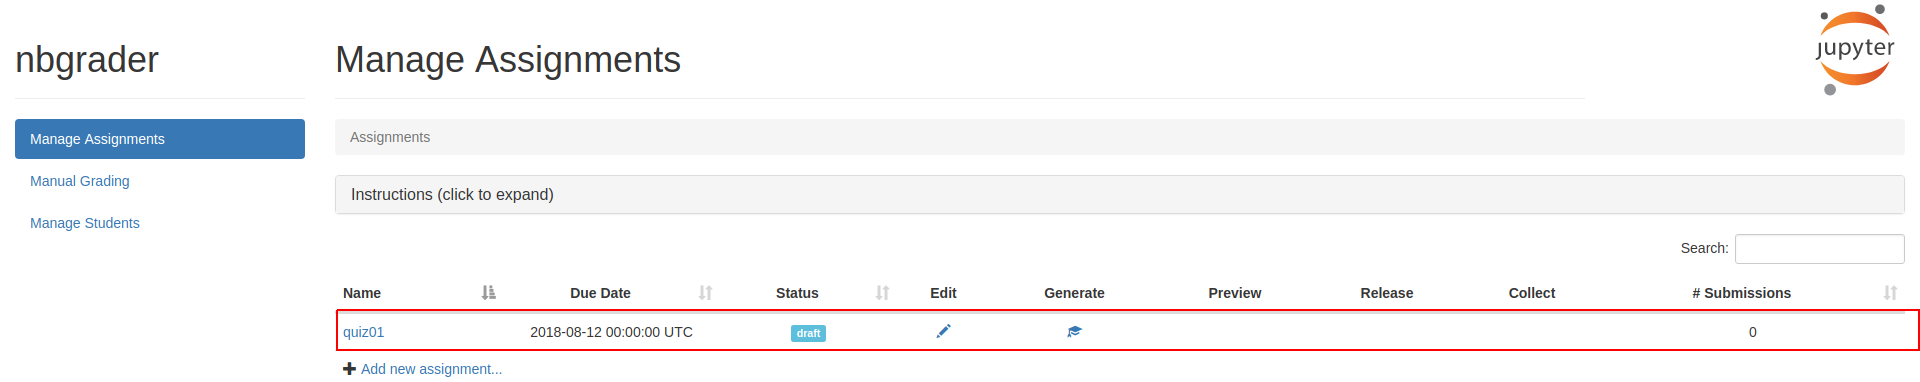 nbgrader
Manage Assignments
jupyter
Manage Assignments
Manual Grading
Manage Students
Assignments
Instructions (click to expand)
Search:
Name Due Date Status Edit Generate Preview Release Collect # Submissions
quiz01 2018-08-12 00:00:00 UTC draft 0
Add new assignment...